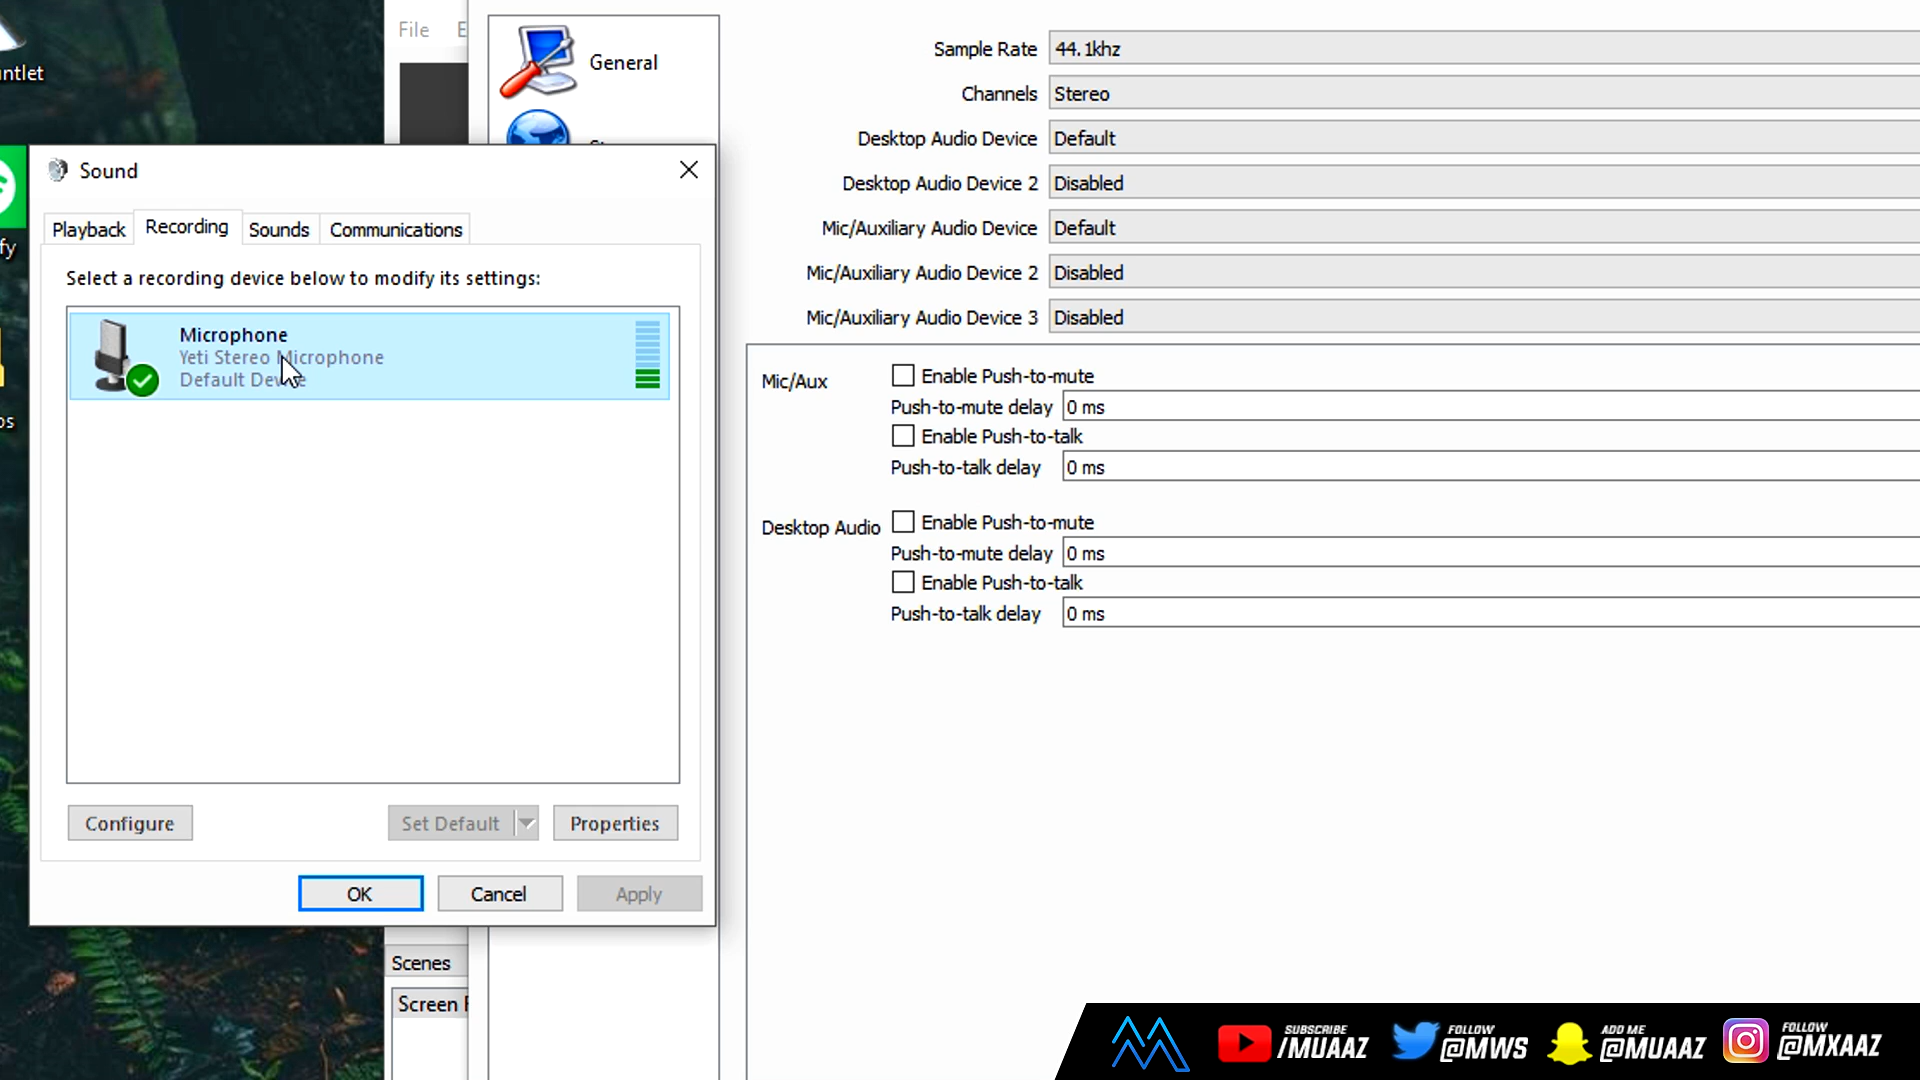 untlet
fy
os
File
E
General
Sound
Playback
Recording
Sounds
Communications
Select a recording device below to modify its settings:
Microphone
Yeti Stereo Microphone
Default Device
Configure
Set Default
Properties
OK
Cancel
Apply
Scenes
Screen
Sample Rate 44.1khz
Channels Stereo
Desktop Audio Device Default
Desktop Audio Device 2 Disabled
Mic/Auxiliary Audio Device Default
Mic/Auxiliary Audio Device 2 Disabled
Mic/Auxiliary Audio Device 3 Disabled
Mic/Aux
Enable Push-to-mute
Push-to-mute delay 0 ms
Enable Push-to-talk
Push-to-talk delay 0 ms
Desktop Audio
Enable Push-to-mute
Push-to-mute delay 0 ms
Enable Push-to-talk
Push-to-talk delay 0 ms
SUBSCRIBE
/MUAAZ
FOLLOW
@MWS
ADD ME
@MUAAZ
FOLLOW
@MXAAZ